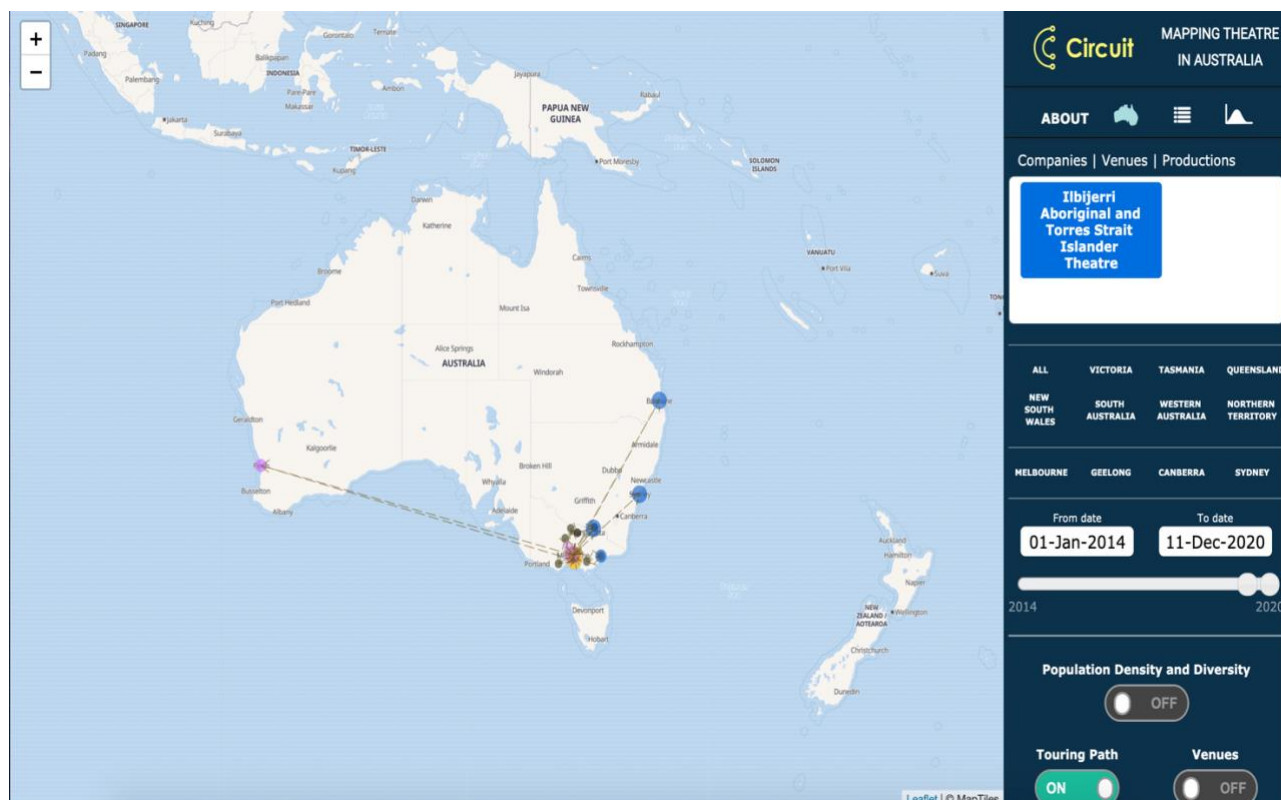 +
−
SINGAPORE
Kuching
Gorontalo
Ternate
Padang
Balikpapan
INDONESIA
Palembang
Pare-Pare
Makassar
Ambon
Jayapura
Rabaul
PAPUA NEW
GUINEA
Jakarta
Surabaya
TIMOR-LESTE
Kupang
Port Moresby
SOLOMON
ISLANDS
Darwin
Katherine
Cairns
VANUATU
Port Vila
Suva
Broome
Townsville
Port Hedland
Mount Isa
Rockhampton
Alice Springs
AUSTRALIA
Windorah
Geraldton
Kalgoorlie
Armidale
Broken Hill
Dubbo
Newcastle
Busselton
Albany
Whyalla
Adelaide
Griffith
Canberra
Portland
Auckland
Hamilton
Napier
Devonport
Hobart
NEW
ZEALAND /
AOTEAROA
Wellington
Christchurch
Dunedin
Leaflet | © MapTiles
Circuit
MAPPING THEATRE
IN AUSTRALIA
ABOUT
Companies | Venues | Productions
Ilbijerri
Aboriginal and
Torres Strait
Islander
Theatre
ALL VICTORIA TASMANIA QUEENSLAND
NEW SOUTH WALES SOUTH AUSTRALIA WESTERN AUSTRALIA NORTHERN TERRITORY
MELBOURNE GEELONG CANBERRA SYDNEY
From date To date
01-Jan-2014 11-Dec-2020
2014 2020
Population Density and Diversity
OFF
Touring Path Venues
ON OFF